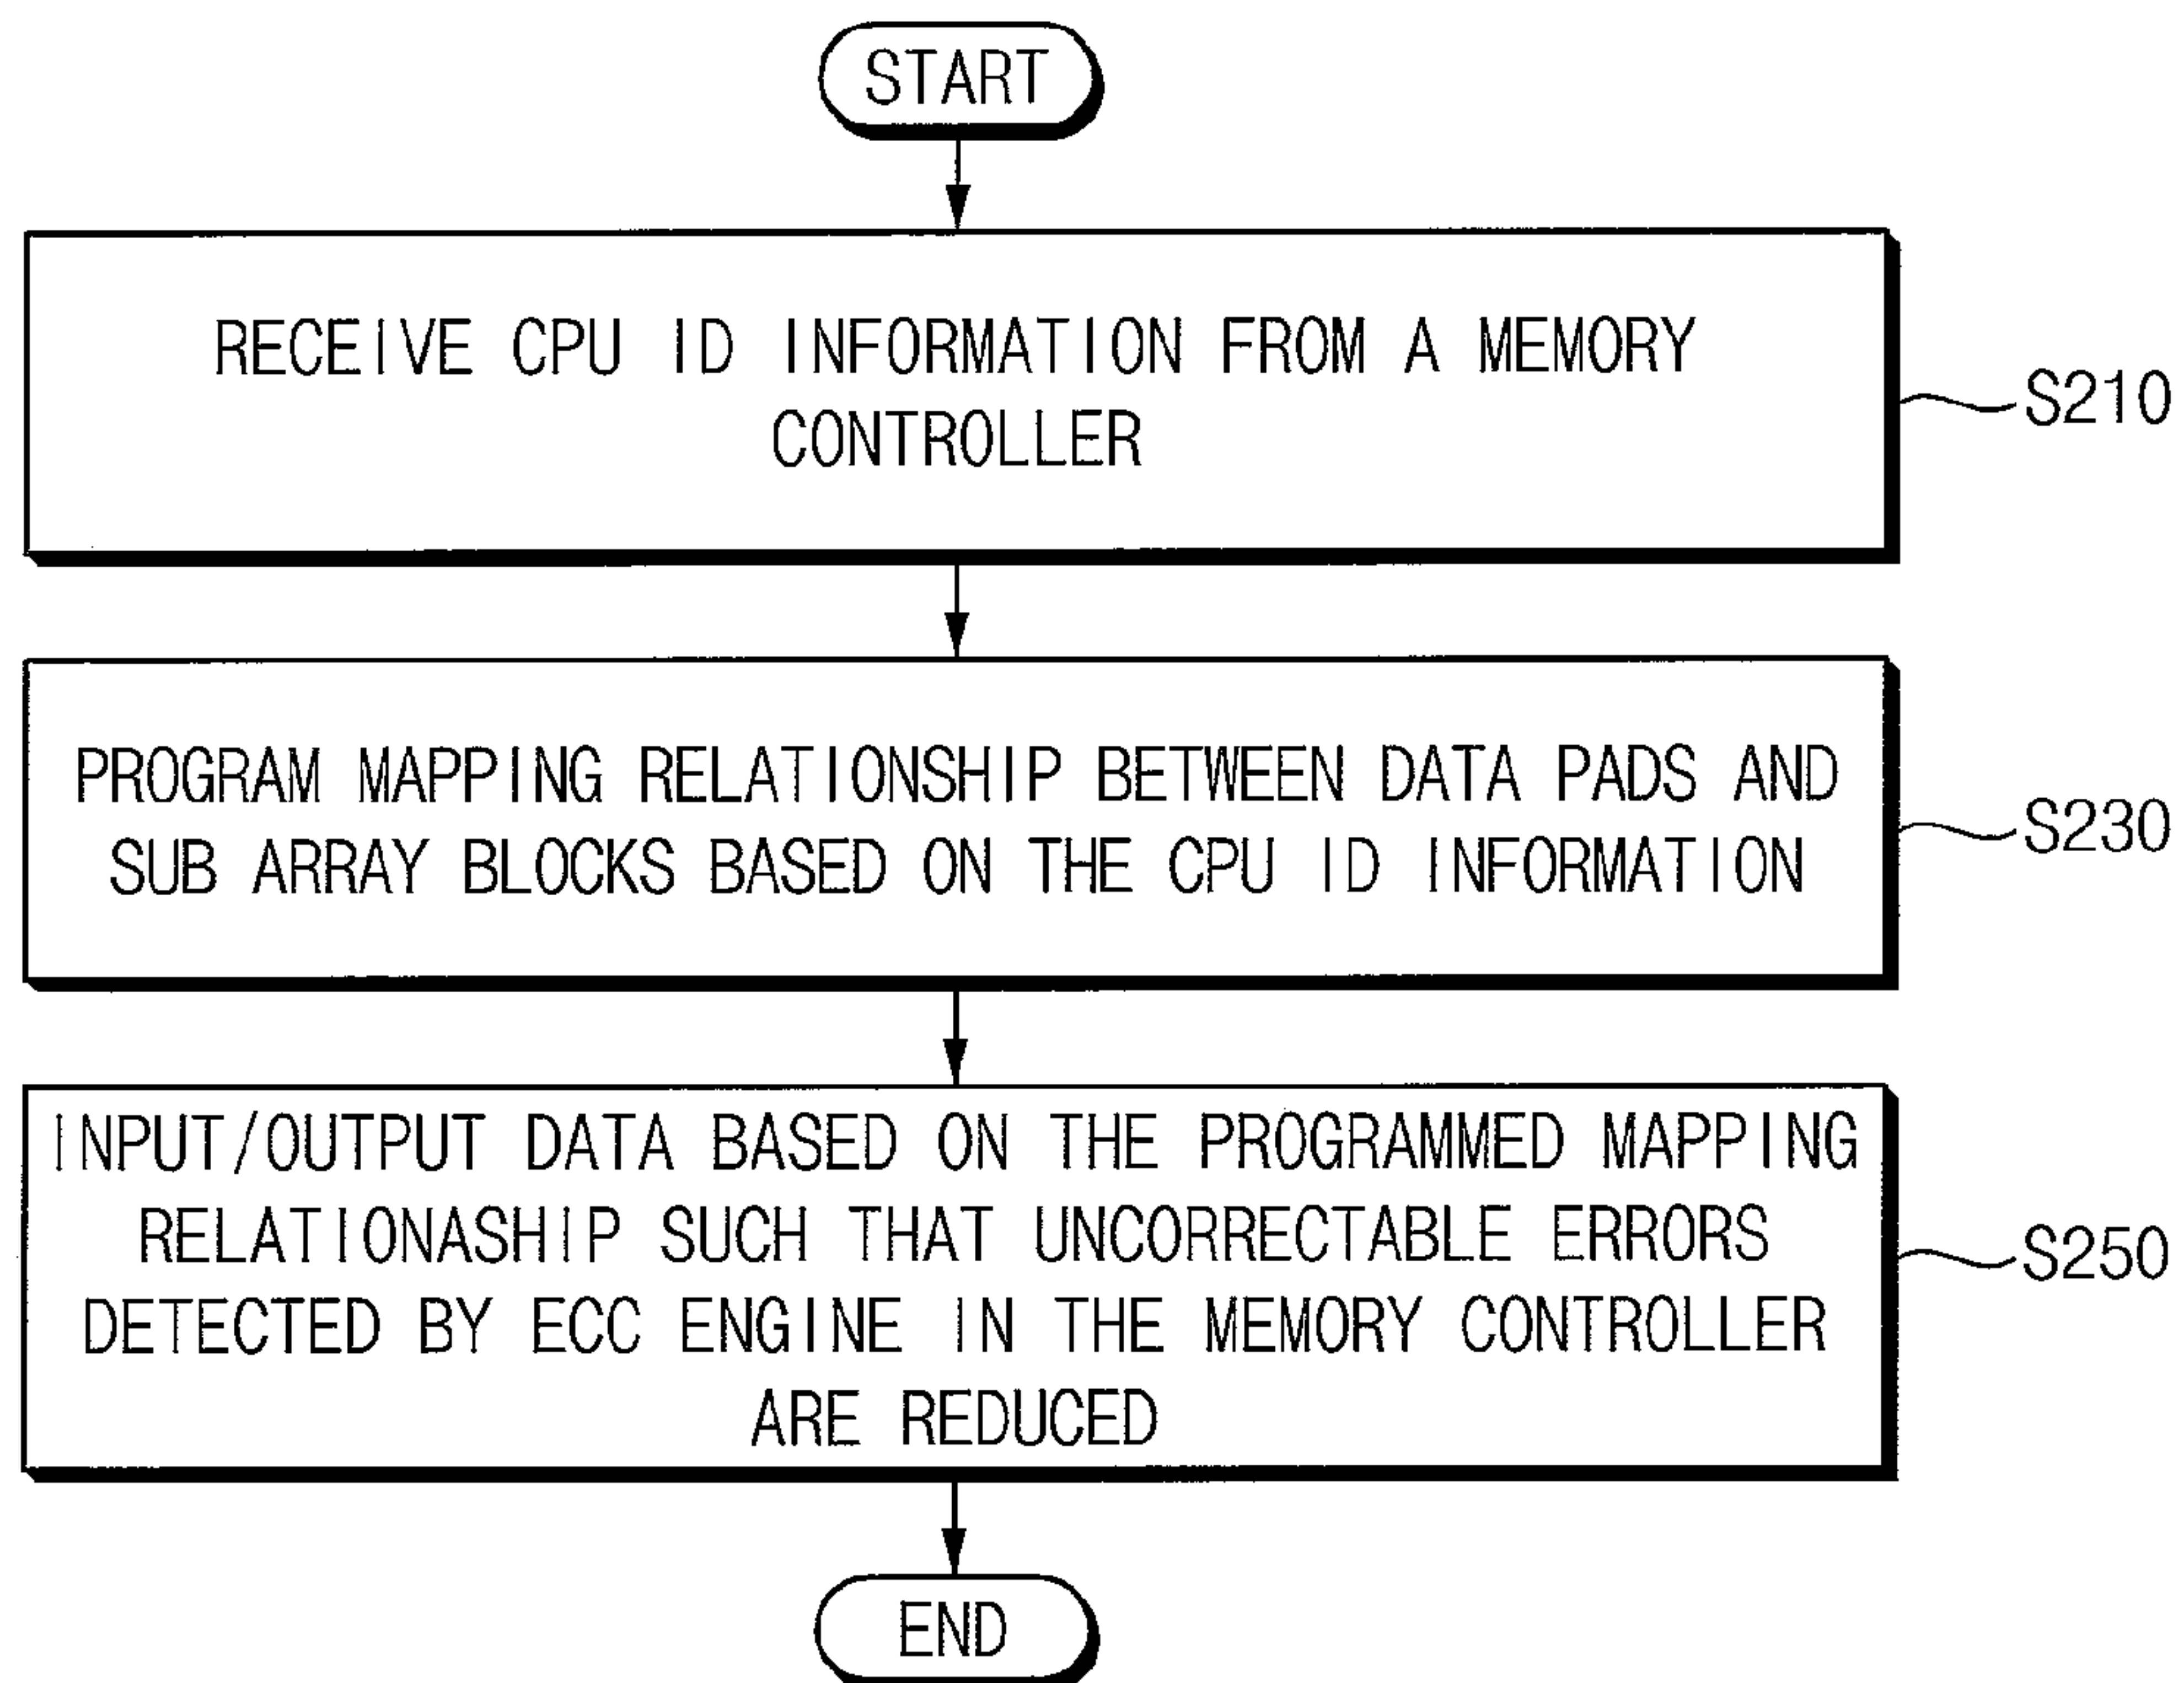 START
RECEIVE CPU ID INFORMATION FROM A MEMORY
CONTROLLER
S210
PROGRAM MAPPING RELATIONSHIP BETWEEN DATA PADS AND
SUB ARRAY BLOCKS BASED ON THE CPU ID INFORMATION
S230
INPUT/OUTPUT DATA BASED ON THE PROGRAMMED MAPPING
RELATIONASHIP SUCH THAT UNCORRECTABLE ERRORS
DETECTED BY ECC ENGINE IN THE MEMORY CONTROLLER
ARE REDUCED
S250
END